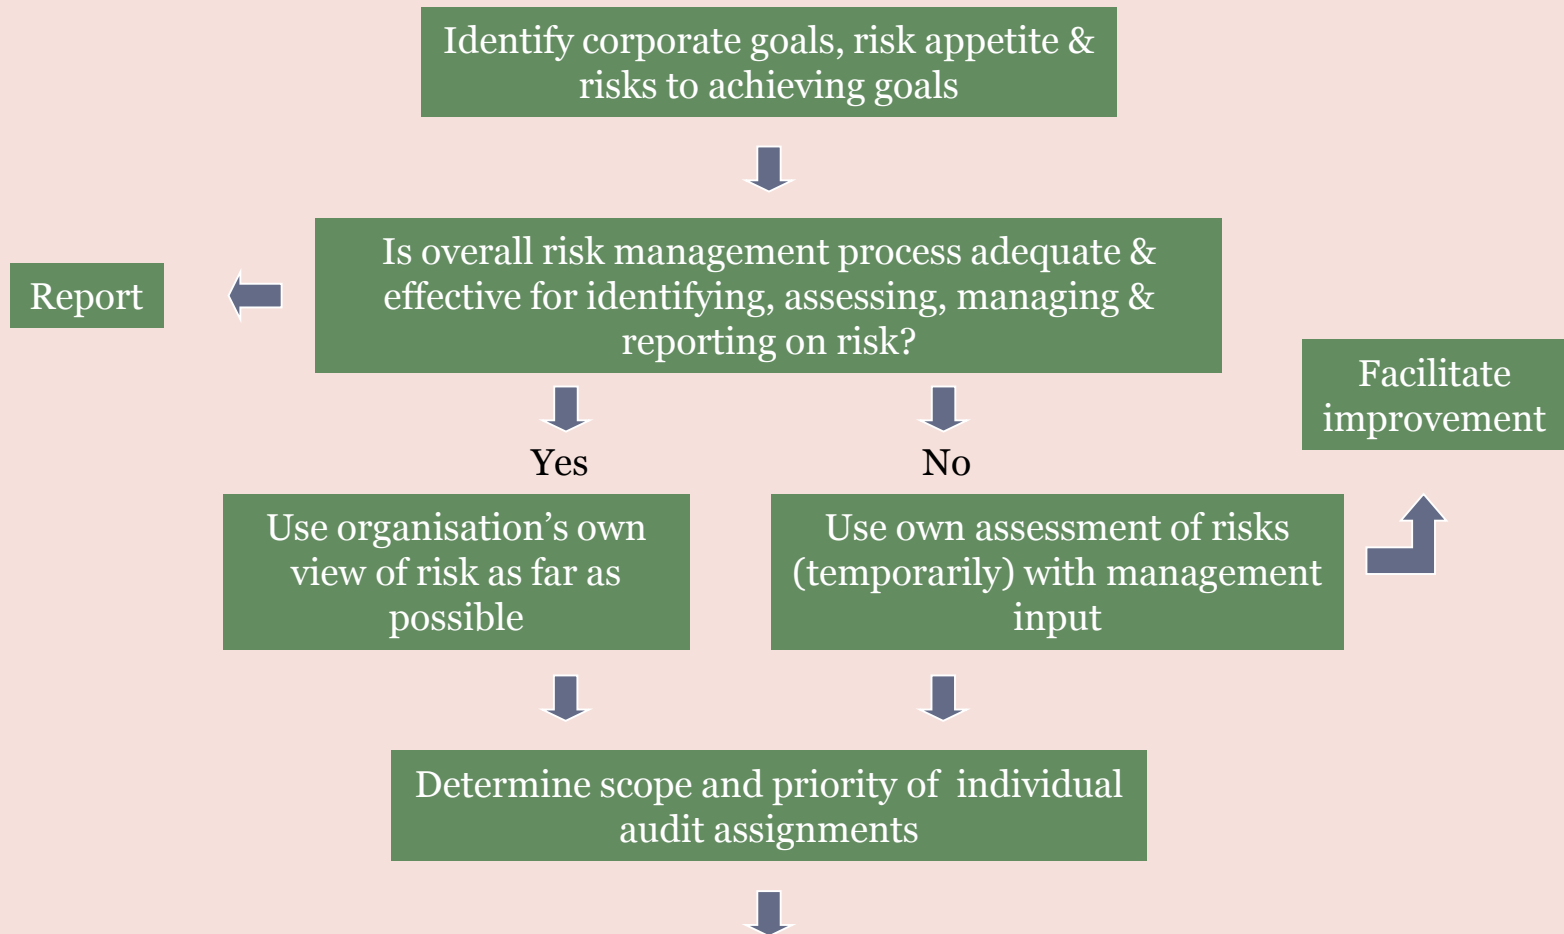 Identify corporate goals, risk appetite &
risks to achieving goals
Report
Is overall risk management process adequate &
effective for identifying, assessing, managing &
reporting on risk?
Facilitate
improvement
Yes
No
Use organisation’s own
view of risk as far as
possible
Use own assessment of risks
(temporarily) with management
input
Determine scope and priority of  individual
audit assignments